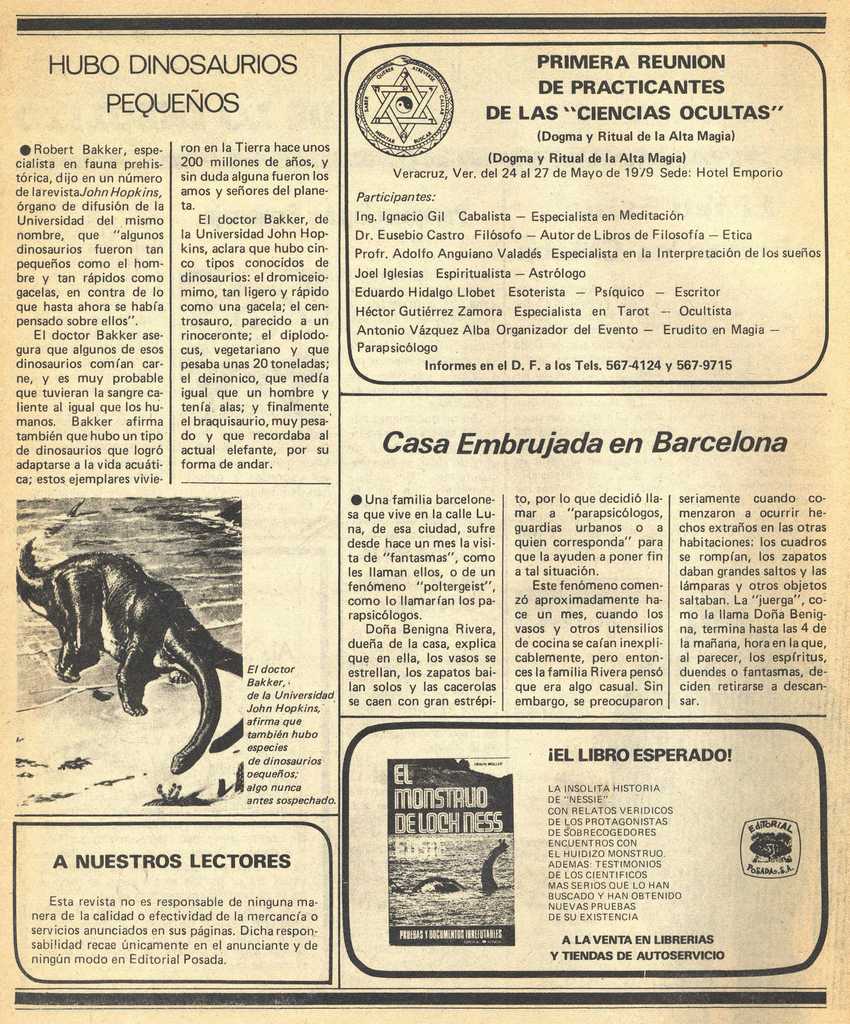 HUBO DINOSAURIOS
PEQUEÑOS
●Robert Bakker, espe-
cialista en fauna prehis-
tórica, dijo en un número
de larevistaJohn Hopkins,
órgano de difusión de la
Universidad del mismo
nombre, que "algunos
dinosaurios fueron tan
pequeños como el hom-
bre y tan rápidos como
gacelas, en contra de lo
que hasta ahora se había
pensado sobre ellos".
El doctor Bakker ase-
gura que algunos de esos
dinosaurios comían car-
ne, y es muy probable
que tuvieran la sangre ca-
liente al igual que los hu-
manos. Bakker afirma
también que hubo un tipo
de dinosaurios que logró
adaptarse a la vida acuáti-
ca; estos ejemplares vivie-
ron en la Tierra hace unos
200 millones de años, y
sin duda alguna fueron los
amos y señores del plane-
ta.
El doctor Bakker, de
la Universidad John Hop-
kins, aclara que hubo cin-
co tipos conocidos de
dinosaurios: el dromiceio-
mimo, tan ligero y rápido
como una gacela; el cen-
trosauro, parecido a un
rinoceronte; el diplodo-
cus, vegetariano y que
pesaba unas 20 toneladas;
el deinonico, que medía
igual que un hombre y
tenía alas; y finalmente
el braquisaurio, muy pesa-
do y que recordaba al
actual elefante, por su
forma de andar.
El doctor
Bakker,
de la Universidad
John Hopkins,
afirma que
también hubo
especies
de dinosaurios
pequeños;
algo nunca
antes sospechado.
A NUESTROS LECTORES
Esta revista no es responsable de ninguna ma-
nera de la calidad o efectividad de la mercancía o
servicios anunciados en sus páginas. Dicha respon-
sabilidad recae únicamente en el anunciante y de
ningún modo en Editorial Posada.
QUERER
ATREVERSE
SABER
CALLAR
MEDITAR
BUSCAR
PRIMERA REUNION
DE PRACTICANTES
DE LAS "CIENCIAS OCULTAS"
(Dogma y Ritual de la Alta Magia)
(Dogma y Ritual de la Alta Magia)
Veracruz, Ver. del 24 al 27 de Mayo de 1979 Sede: Hotel Emporio
Participantes:
Ing. Ignacio Gil Cabalista — Especialista en Meditación
Dr. Eusebio Castro Filósofo — Autor de Libros de Filosofía — Etica
Profr. Adolfo Anguiano Valadés Especialista en la Interpretación de los sueños
Joel Iglesias Espiritualista — Astrólogo
Eduardo Hidalgo Llobet Esoterista — Psíquico — Escritor
Héctor Gutiérrez Zamora Especialista en Tarot — Ocultista
Antonio Vázquez Alba Organizador del Evento — Erudito en Magia —
Parapsicólogo
Informes en el D. F. a los Tels. 567-4124 y 567-9715
Casa Embrujada en Barcelona
●Una familia barcelone-
sa que vive en la calle Lu-
na, de esa ciudad, sufre
desde hace un mes la visi-
ta de "fantasmas", como
les llaman ellos, o de un
fenómeno "poltergeist",
como lo llamarían los pa-
rapsicólogos.
Doña Benigna Rivera,
dueña de la casa, explica
que en ella, los vasos se
estrellan, los zapatos bai-
lan solos y las cacerolas
se caen con gran estrépi-
to, por lo que decidió lla-
mar a "parapsicólogos,
guardias urbanos o a
quien corresponda" para
que la ayuden a poner fin
a tal situación.
Este fenómeno comen-
zó aproximadamente ha-
ce un mes, cuando los
vasos y otros utensilios
de cocina se caían inexpli-
cablemente, pero enton-
ces la familia Rivera pensó
que era algo casual. Sin
embargo, se preocuparon
seriamente cuando co-
menzaron a ocurrir he-
chos extraños en las otras
habitaciones: los cuadros
se rompían, los zapatos
daban grandes saltos y las
lámparas y otros objetos
saltaban. La "juerga", co-
mo la llama Doña Benig-
na, termina hasta las 4 de
la mañana, hora en la que,
al parecer, los espíritus,
duendes o fantasmas, de-
ciden retirarse a descan-
sar.
EL
MONSTRUO
DE LOCH NESS
EXISTE
PRUEBAS Y DOCUMENTOS IRREFUTABLES
¡EL LIBRO ESPERADO!
LA INSOLITA HISTORIA
DE "NESSIE"
CON RELATOS VERIDICOS
DE LOS PROTAGONISTAS
DE SOBRECOGEDORES
ENCUENTROS CON
EL HUIDIZO MONSTRUO.
ADEMAS: TESTIMONIOS
DE LOS CIENTIFICOS
MAS SERIOS QUE LO HAN
BUSCADO Y HAN OBTENIDO
NUEVAS PRUEBAS
DE SU EXISTENCIA
A LA VENTA EN LIBRERIAS
Y TIENDAS DE AUTOSERVICIO
EDITORIAL
POSADA S.A.